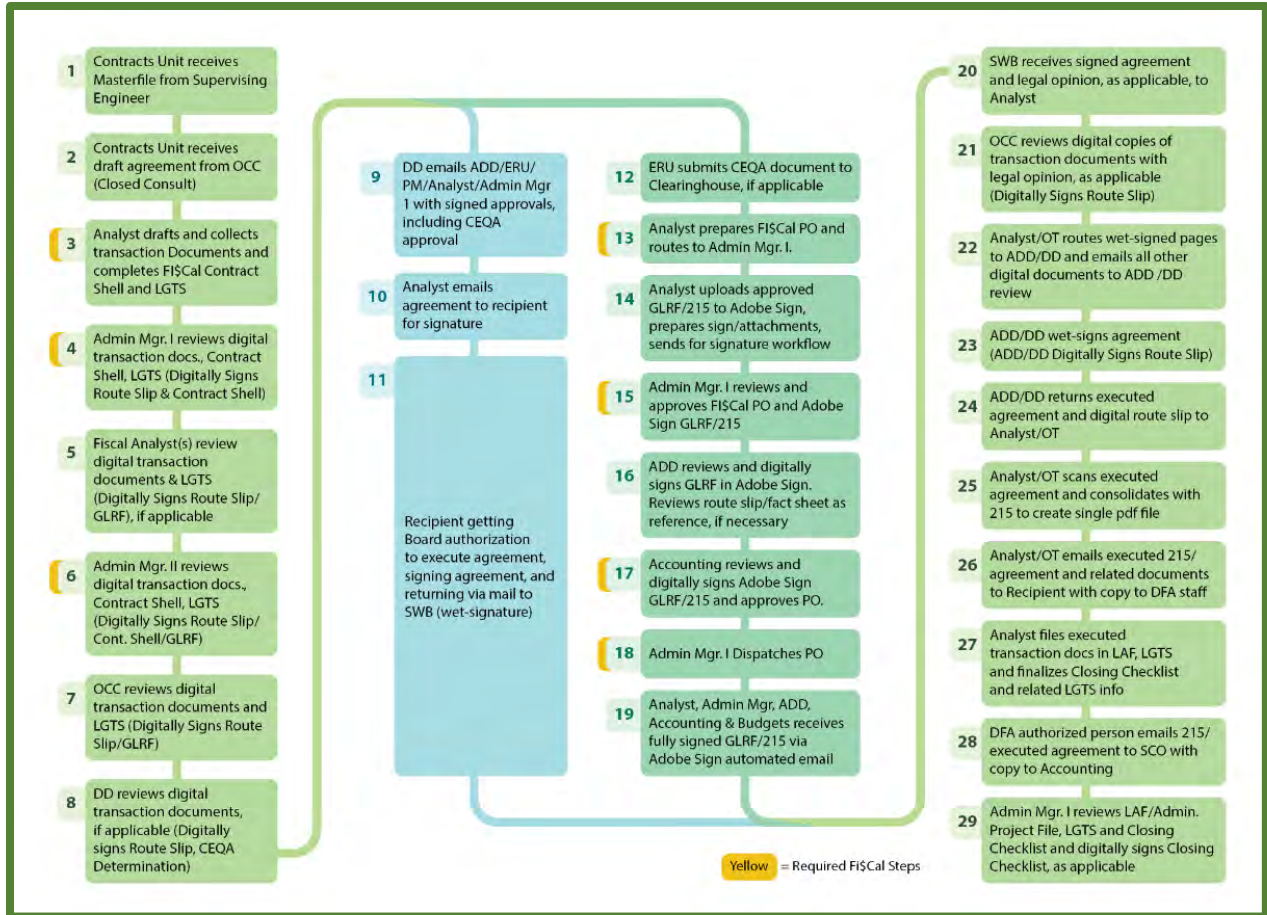 1
Contracts Unit receives
Masterfile from Supervising
Engineer
2
Contracts Unit receives
draft agreement from OCC
(Closed Consult)
3
Analyst drafts and collects
transaction Documents and
completes FI$Cal Contract
Shell and LGTS
4
Admin Mgr. I reviews digital
transaction docs., Contract
Shell, LGTS (Digitally Signs
Route Slip & Contract Shell)
5
Fiscal Analyst(s) review
digital transaction
documents & LGTS
(Digitally Signs Route Slip/
GLRF), if applicable
6
Admin Mgr. II reviews
digital transaction docs.,
Contract Shell, LGTS
(Digitally Signs Route Slip/
Cont. Shell/GLRF)
7
OCC reviews digital
transaction documents and
LGTS (Digitally Signs Route
Slip/GLRF)
8
DD reviews digital
transaction documents,
if applicable (Digitally
signs Route Slip, CEQA
Determination)
9
DD emails ADD/ERU/
PM/Analyst/Admin Mgr
1 with signed approvals,
including CEQA
approval
10
Analyst emails
agreement to recipient
for signature
11
Recipient getting
Board authorization
to execute agreement,
signing agreement, and
returning via mail to
SWB (wet-signature)
12
ERU submits CEQA document to
Clearinghouse, if applicable
13
Analyst prepares FI$Cal PO and
routes to Admin Mgr. I.
14
Analyst uploads approved
GLRF/215 to Adobe Sign,
prepares sign/attachments,
sends for signature workflow
15
Admin Mgr. I reviews and
approves FI$Cal PO and Adobe
Sign GLRF/215
16
ADD reviews and digitally
signs GLRF in Adobe Sign.
Reviews route slip/fact sheet as
reference, if necessary
17
Accounting reviews and
digitally signs Adobe Sign
GLRF/215 and approves PO.
18
Admin Mgr. I Dispatches PO
19
Analyst, Admin Mgr, ADD,
Accounting & Budgets receives
fully signed GLRF/215 via
Adobe Sign automated email
20
SWB receives signed agreement
and legal opinion, as applicable, to
Analyst
21
OCC reviews digital copies of
transaction documents with
legal opinion, as applicable
(Digitally Signs Route Slip)
22
Analyst/OT routes wet-signed pages
to ADD/DD and emails all other
digital documents to ADD /DD
review
23
ADD/DD wet-signs agreement
(ADD/DD Digitally Signs Route Slip)
24
ADD/DD returns executed
agreement and digital route slip to
Analyst/OT
25
Analyst/OT scans executed
agreement and consolidates with
215 to create single pdf file
26
Analyst/OT emails executed 215/
agreement and related documents
to Recipient with copy to DFA staff
27
Analyst files executed
transaction docs in LAF, LGTS
and finalizes Closing Checklist
and related LGTS info
28
DFA authorized person emails 215/
executed agreement to SCO with
copy to Accounting
29
Admin Mgr. I reviews LAF/Admin.
Project File, LGTS and Closing
Checklist and digitally signs Closing
Checklist, as applicable
Yellow = Required Fi$Cal Steps